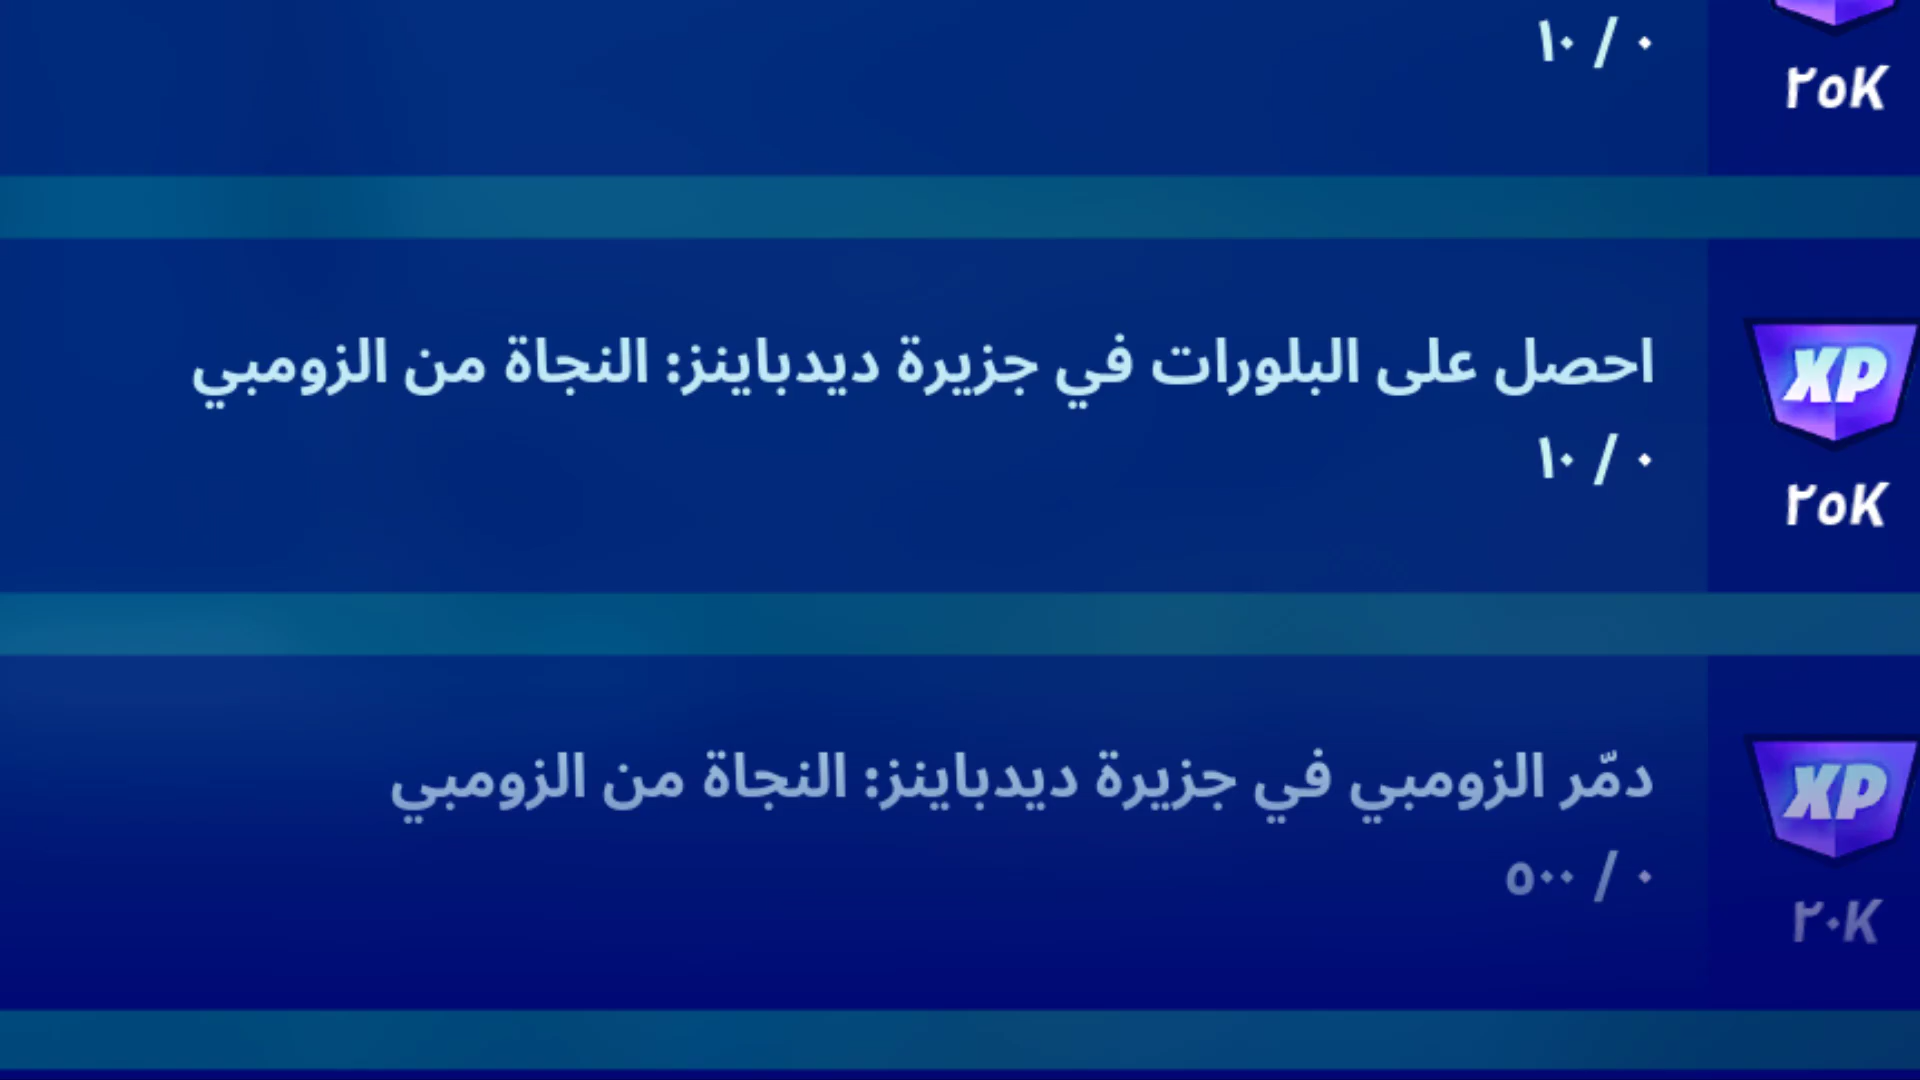 ٠ / ١٠
٢٥K
احصل على البلورات في جزيرة ديدباينز: النجاة من الزومبي
٠ / ١٠
XP
٢٥K
دمّر الزومبي في جزيرة ديدباينز: النجاة من الزومبي
٠ / ٥٠٠
XP
٢٠K